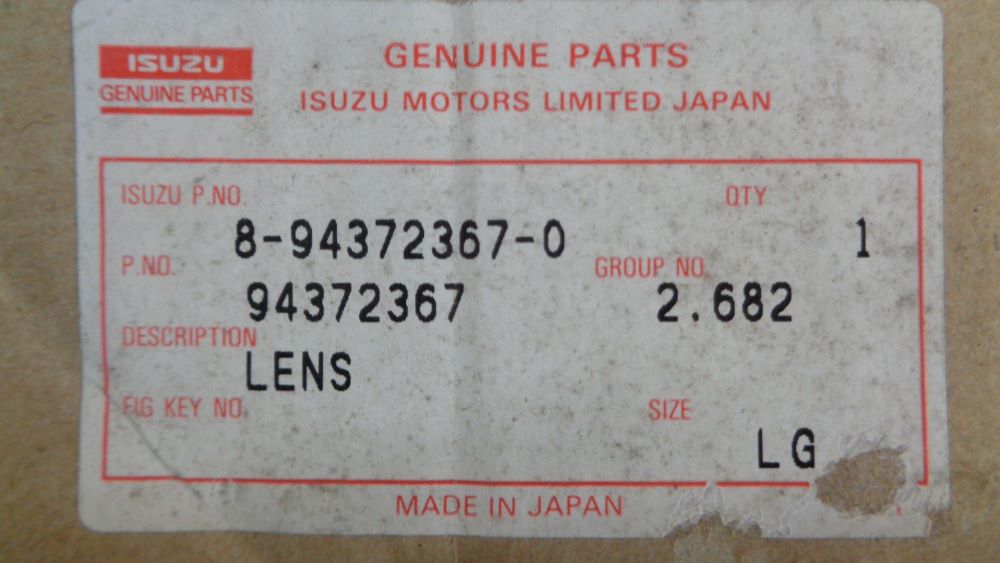 ISUZU
GENUINE PARTS
GENUINE PARTS
ISUZU MOTORS LIMITED JAPAN
ISUZU P.NO.
QTY
8-94372367-0
1
P.NO.
GROUP NO.
94372367
2.682
DESCRIPTION
LENS
FIG KEY NO.
SIZE
LG
MADE IN JAPAN